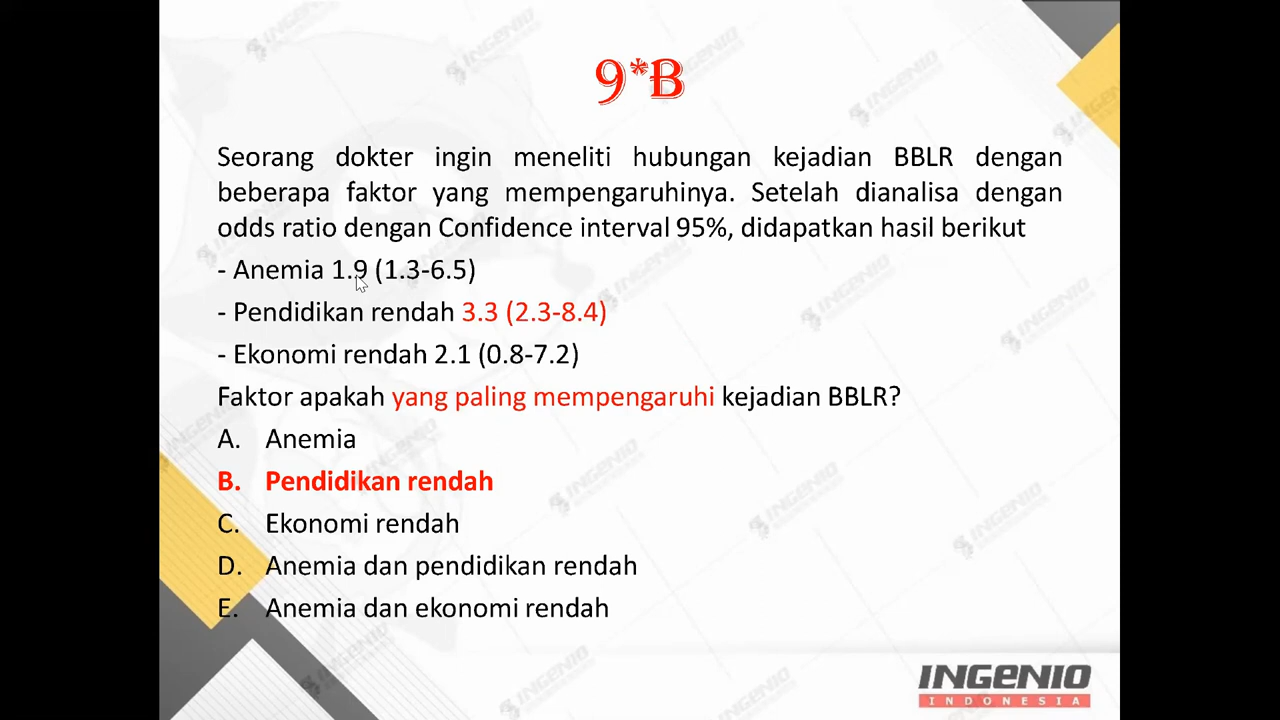 9*B
Seorang dokter ingin meneliti hubungan kejadian BBLR dengan
beberapa faktor yang mempengaruhinya. Setelah dianalisa dengan
odds ratio dengan Confidence interval 95%, didapatkan hasil berikut
- Anemia 1.9 (1.3-6.5)
- Pendidikan rendah 3.3 (2.3-8.4)
- Ekonomi rendah 2.1 (0.8-7.2)
Faktor apakah yang paling mempengaruhi kejadian BBLR?
A. Anemia
B. Pendidikan rendah
C. Ekonomi rendah
D. Anemia dan pendidikan rendah
E. Anemia dan ekonomi rendah
INGENIO
INDONESIA